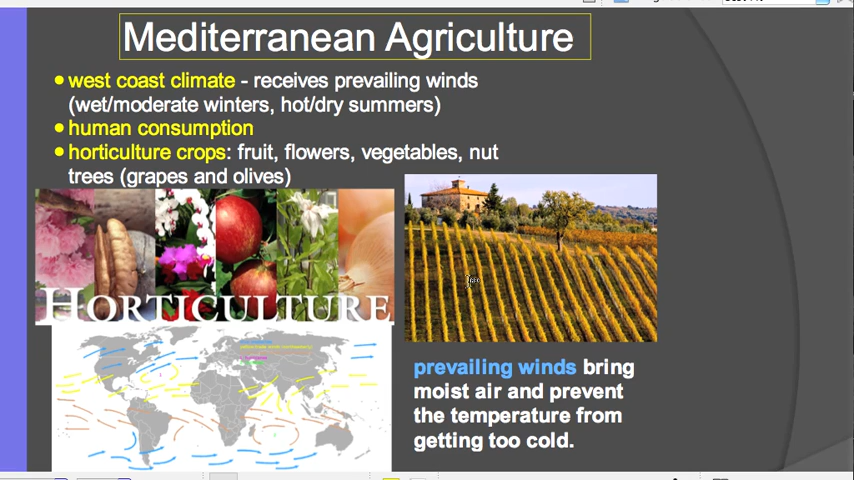 Mediterranean Agriculture
● west coast climate - receives prevailing winds
(wet/moderate winters, hot/dry summers)
● human consumption
● horticulture crops: fruit, flowers, vegetables, nut
trees (grapes and olives)
HORTICULTURE
prevailing winds bring
moist air and prevent
the temperature from
getting too cold.